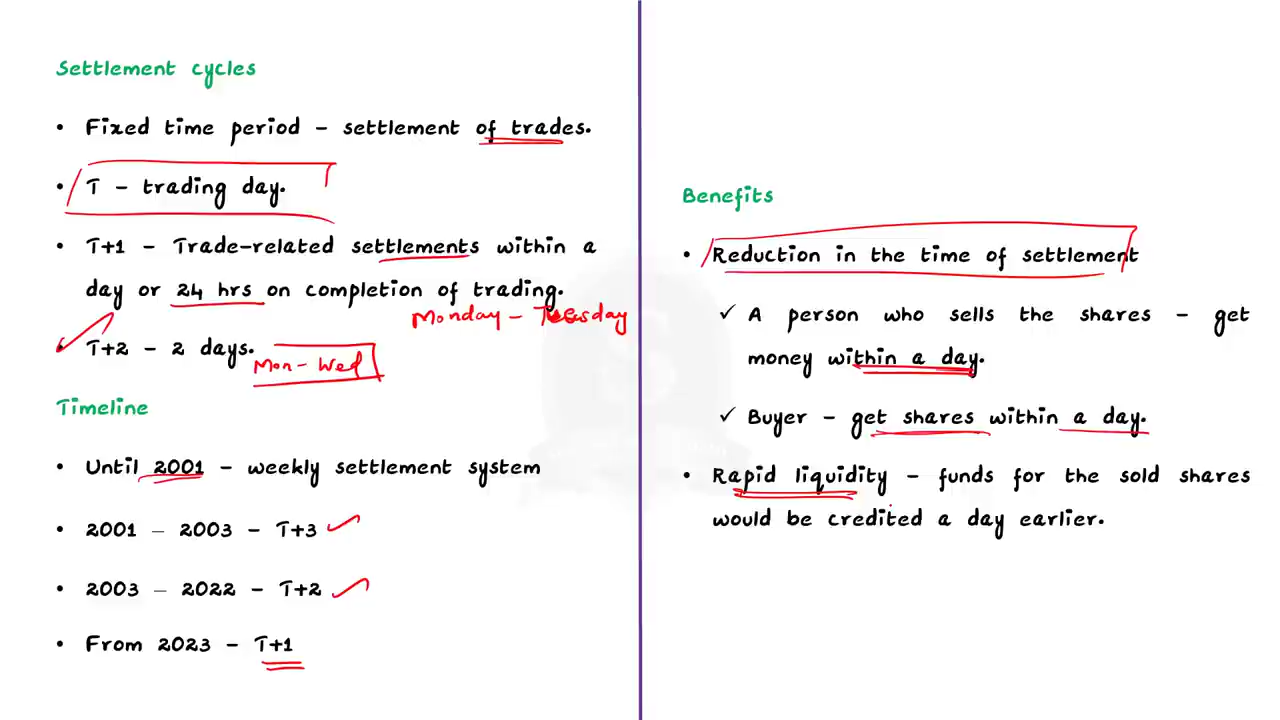 Settlement cycles
• Fixed time period – settlement of trades.
• T – trading day.
• T+1 – Trade-related settlements within a
day or 24 hrs on completion of trading.
Monday – Tuesday
• T+2 – 2 days.
Mon – Wed
Timeline
• Until 2001 – weekly settlement system
• 2001 – 2003 – T+3
• 2003 – 2022 – T+2
• From 2023 – T+1
Benefits
• Reduction in the time of settlement
✓ A person who sells the shares – get
money within a day.
✓ Buyer – get shares within a day.
• Rapid liquidity – funds for the sold shares
would be credited a day earlier.